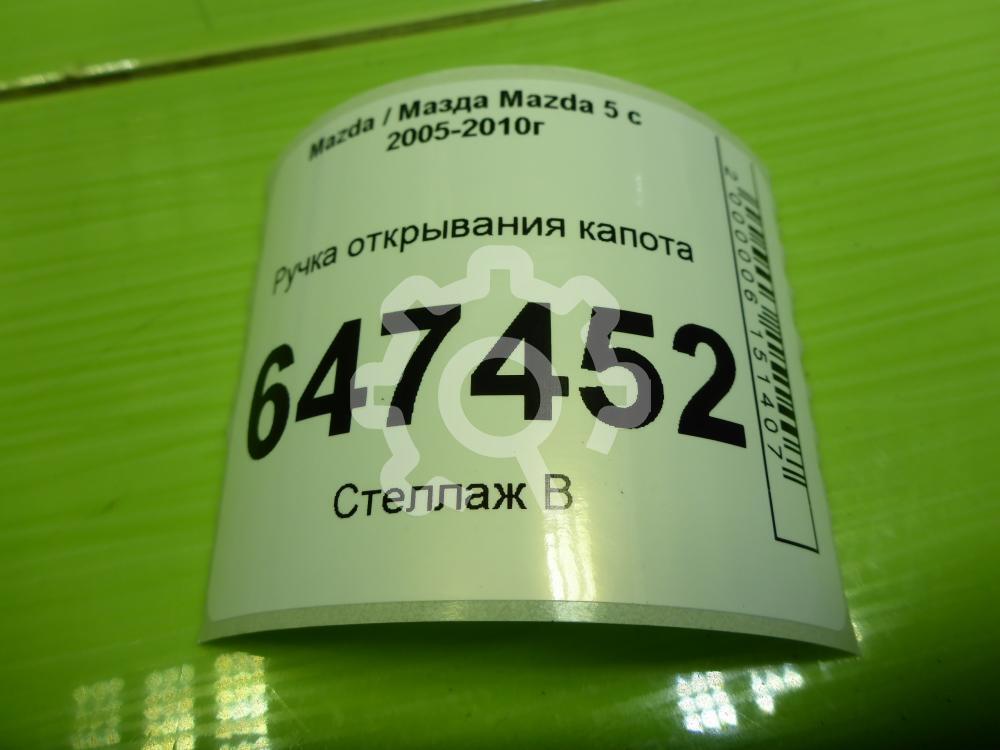 Mazda / Мазда Mazda 5 с
2005-2010г
Ручка открывания капота
647452
Стеллаж В
2000006151407